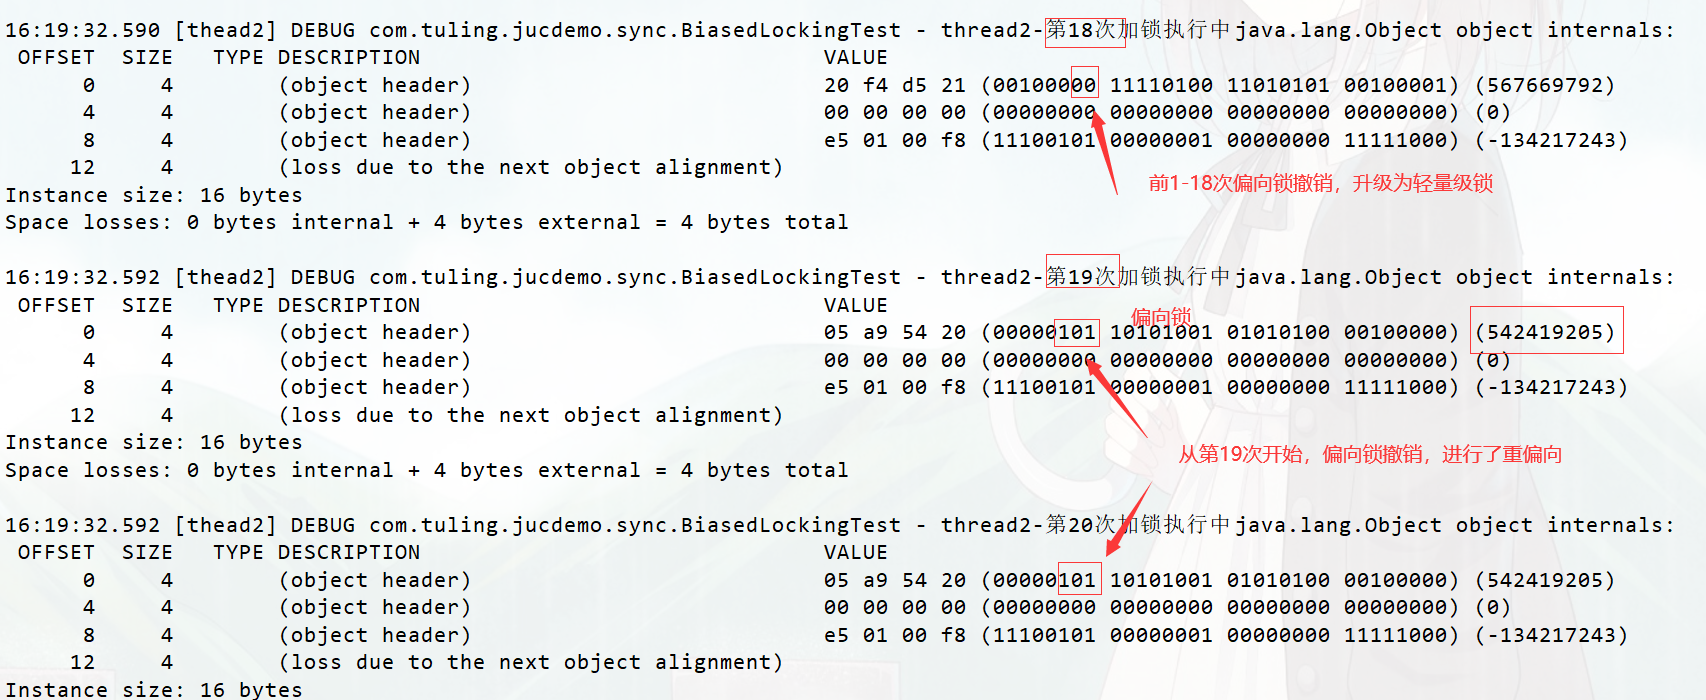 16:19:32.590 [thead2] DEBUG com.tuling.jucdemo.sync.BiasedLockingTest - thread2-第18次加锁执行中java.lang.Object object internals:
OFFSET SIZE TYPE DESCRIPTION VALUE
0 4 (object header) 20 f4 d5 21 (00100000 11110100 11010101 00100001) (567669792)
4 4 (object header) 00 00 00 00 (00000000 00000000 00000000 00000000) (0)
8 4 (object header) e5 01 00 f8 (11100101 00000001 00000000 11111000) (-134217243)
12 4 (loss due to the next object alignment)
前1-18次偏向锁撤销，升级为轻量级锁
Instance size: 16 bytes
Space losses: 0 bytes internal + 4 bytes external = 4 bytes total
16:19:32.592 [thead2] DEBUG com.tuling.jucdemo.sync.BiasedLockingTest - thread2-第19次加锁执行中java.lang.Object object internals:
OFFSET SIZE TYPE DESCRIPTION VALUE
偏向锁
0 4 (object header) 05 a9 54 20 (00000101 10101001 01010100 00100000) (542419205)
4 4 (object header) 00 00 00 00 (00000000 00000000 00000000 00000000) (0)
8 4 (object header) e5 01 00 f8 (11100101 00000001 00000000 11111000) (-134217243)
12 4 (loss due to the next object alignment)
Instance size: 16 bytes
从第19次开始，偏向锁撤销，进行了重偏向
Space losses: 0 bytes internal + 4 bytes external = 4 bytes total
16:19:32.592 [thead2] DEBUG com.tuling.jucdemo.sync.BiasedLockingTest - thread2-第20次加锁执行中java.lang.Object object internals:
OFFSET SIZE TYPE DESCRIPTION VALUE
0 4 (object header) 05 a9 54 20 (00000101 10101001 01010100 00100000) (542419205)
4 4 (object header) 00 00 00 00 (00000000 00000000 00000000 00000000) (0)
8 4 (object header) e5 01 00 f8 (11100101 00000001 00000000 11111000) (-134217243)
12 4 (loss due to the next object alignment)
Instance size: 16 bytes